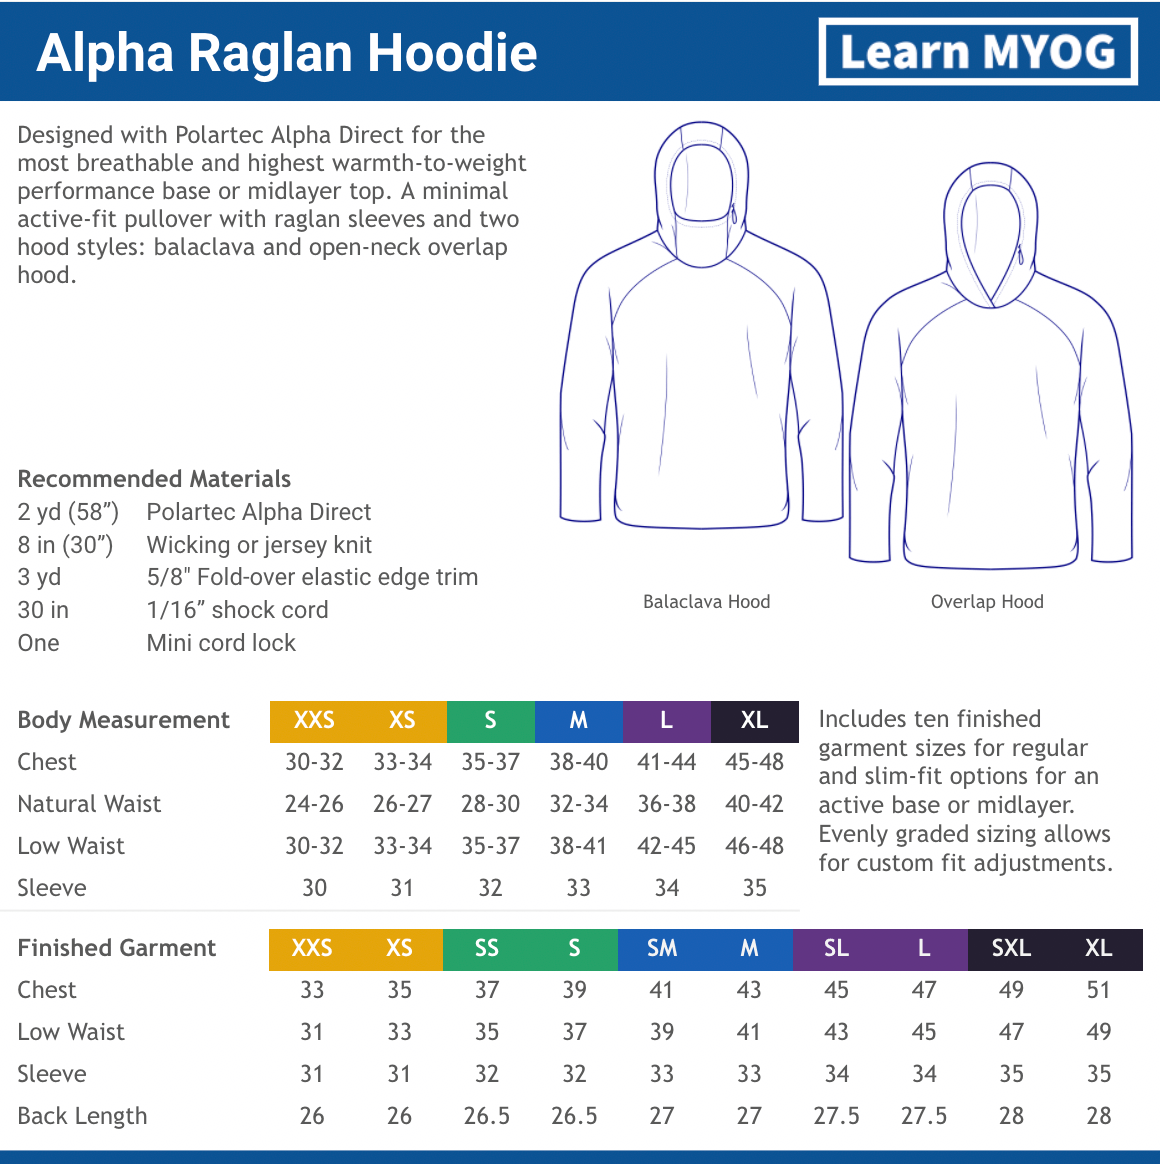 Alpha Raglan Hoodie
Learn MYOG
Designed with Polartec Alpha Direct for the
most breathable and highest warmth-to-weight
performance base or midlayer top. A minimal
active-fit pullover with raglan sleeves and two
hood styles: balaclava and open-neck overlap
hood.
Recommended Materials
2 yd (58”) Polartec Alpha Direct
8 in (30”) Wicking or jersey knit
3 yd 5/8" Fold-over elastic edge trim
30 in 1/16” shock cord
One Mini cord lock
Balaclava Hood
Overlap Hood
Body Measurement XXS XS S M L XL
Chest 30-32 33-34 35-37 38-40 41-44 45-48
Natural Waist 24-26 26-27 28-30 32-34 36-38 40-42
Low Waist 30-32 33-34 35-37 38-41 42-45 46-48
Sleeve 30 31 32 33 34 35
Includes ten finished
garment sizes for regular
and slim-fit options for an
active base or midlayer.
Evenly graded sizing allows
for custom fit adjustments.
Finished Garment XXS XS SS S SM M SL L SXL XL
Chest 33 35 37 39 41 43 45 47 49 51
Low Waist 31 33 35 37 39 41 43 45 47 49
Sleeve 31 31 32 32 33 33 34 34 35 35
Back Length 26 26 26.5 26.5 27 27 27.5 27.5 28 28